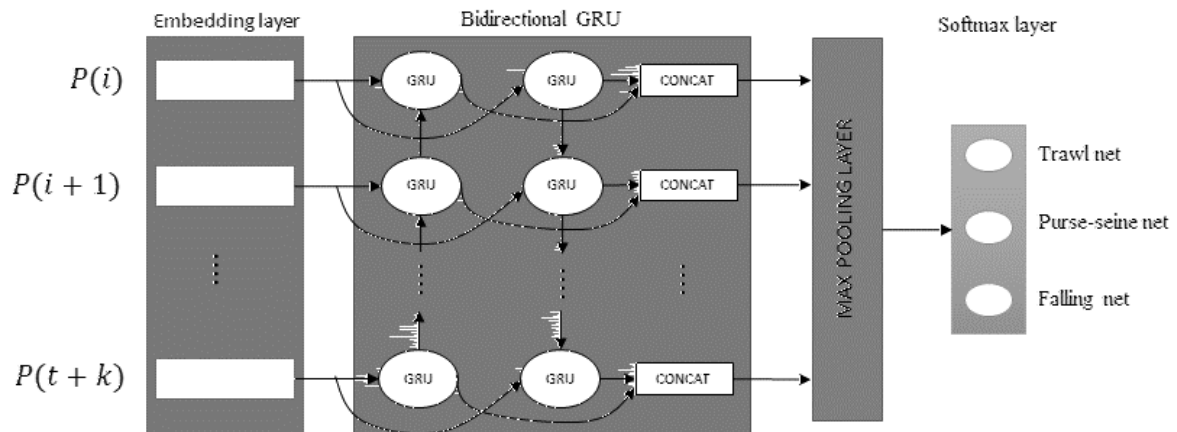 Embedding layer
Bidirectional GRU
Softmax layer
P(i)
GRU
GRU
CONCAT
P(i + 1)
GRU
GRU
CONCAT
⋮
⋮
⋮
⋮
P(t + k)
GRU
GRU
CONCAT
MAX POOLING LAYER
Trawl net
Purse-seine net
Falling net